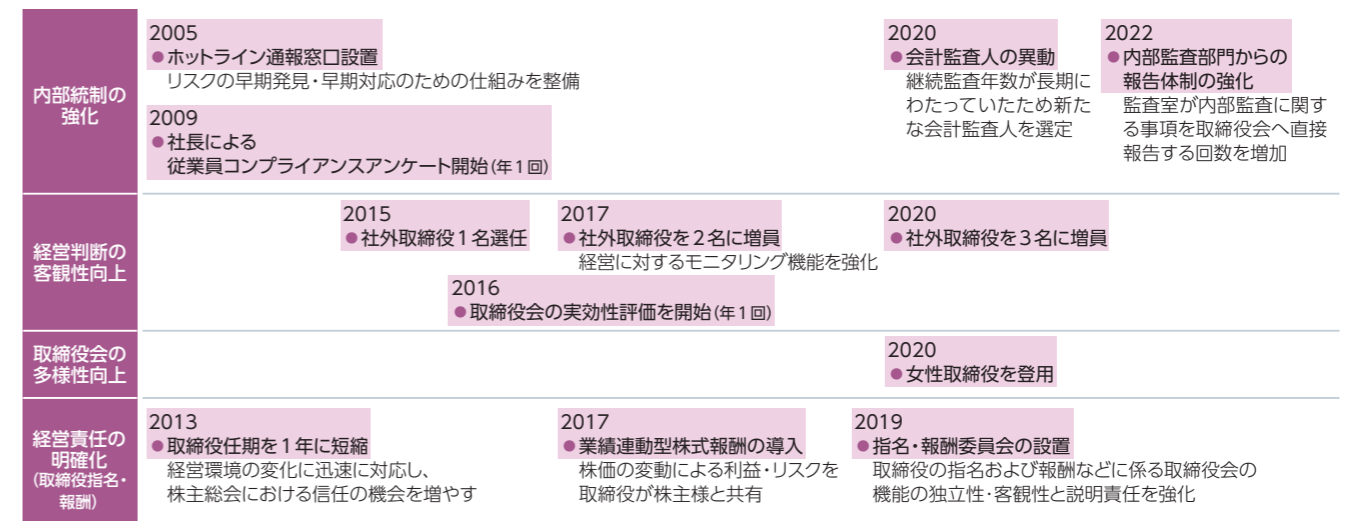 内部統制の
強化
2005
●ホットライン通報窓口設置
リスクの早期発見・早期対応のための仕組みを整備
2009
●社長による
従業員コンプライアンスアンケート開始(年1回)
2020
●会計監査人の異動
継続監査年数が長期に
わたっていたため新た
な会計監査人を選定
2022
●内部監査部門からの
報告体制の強化
監査室が内部監査に関す
る事項を取締役会へ直接
報告する回数を増加
経営判断の
客観性向上
2015
●社外取締役1名選任
2016
●取締役会の実効性評価を開始(年1回)
2017
●社外取締役を2名に増員
経営に対するモニタリング機能を強化
2020
●社外取締役を3名に増員
取締役会の
多様性向上
2020
●女性取締役を登用
経営責任の
明確化
(取締役指名・
報酬)
2013
●取締役任期を1年に短縮
経営環境の変化に迅速に対応し、
株主総会における信任の機会を増やす
2017
●業績連動型株式報酬の導入
株価の変動による利益・リスクを
取締役が株主様と共有
2019
●指名・報酬委員会の設置
取締役の指名および報酬などに係る取締役会の
機能の独立性・客観性と説明責任を強化